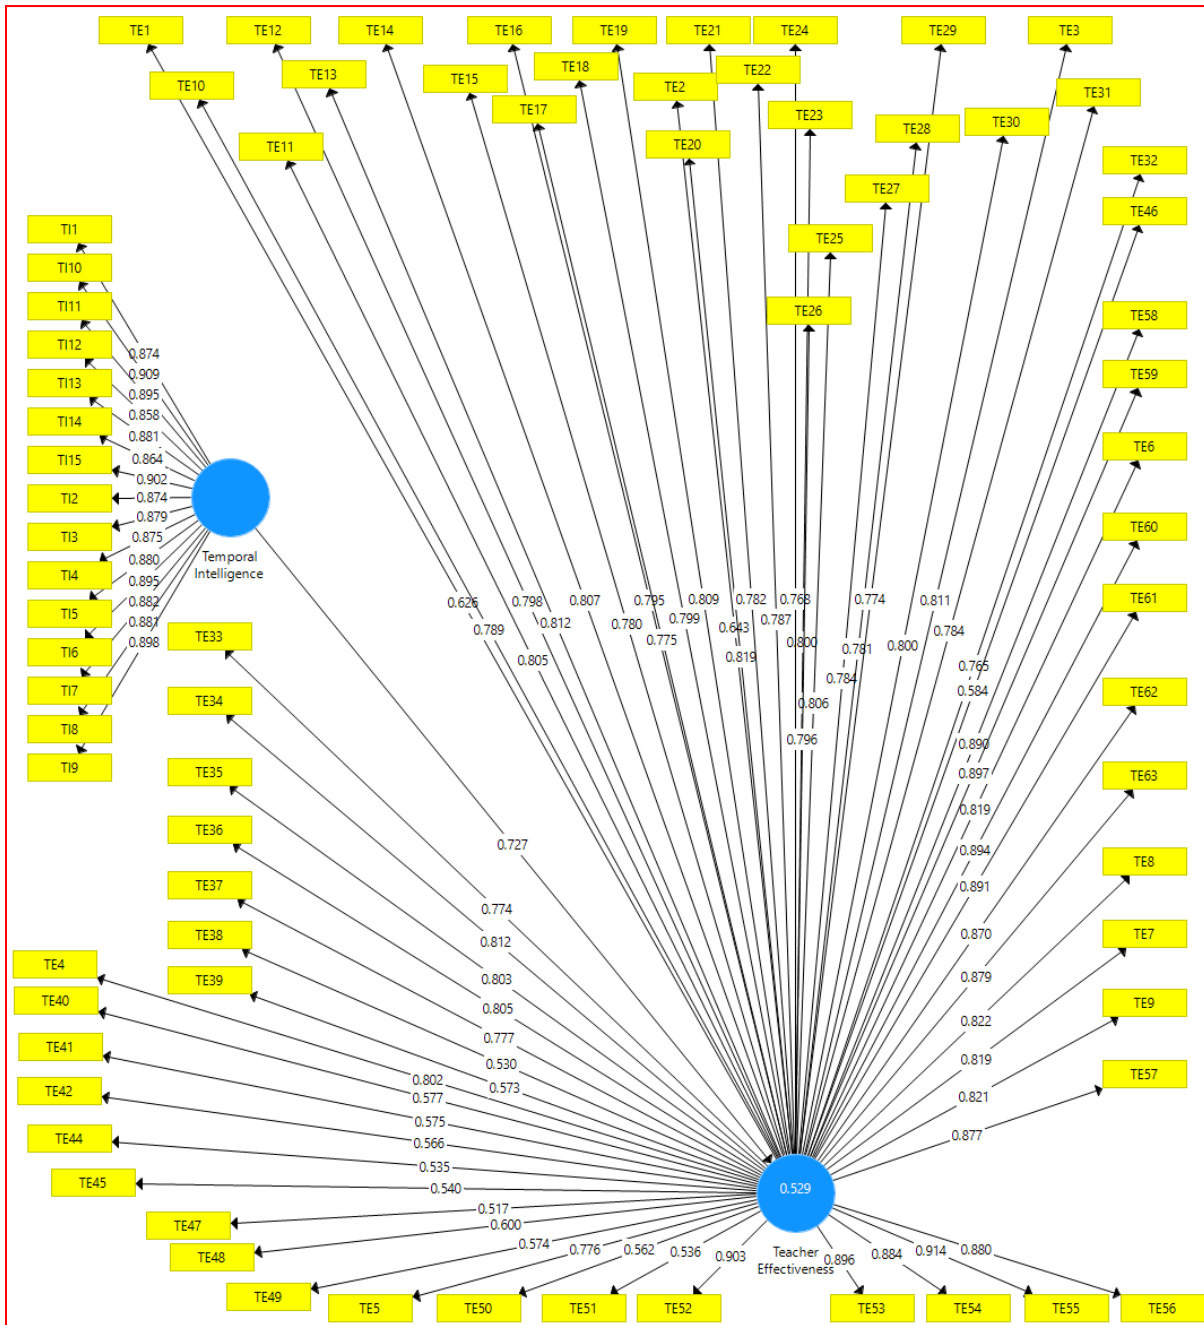 TE1
TE12
TE14
TE16
TE19
TE21
TE24
TE29
TE3
TE10
TE13
TE15
TE18
TE2
TE22
TE31
TE11
TE17
TE20
TE23
TE28
TE30
TE32
TE27
TE46
TE25
TE26
TE58
TE59
TE6
TE60
TE61
TE62
TE63
TE8
TE7
TE9
TE57
TI1
TI10
TI11
TI12
TI13
TI14
TI15
TI2
TI3
TI4
TI5
TI6
TI7
TI8
TI9
0.874
0.909
0.895
0.858
0.881
0.864
0.902
0.874
0.879
0.875
0.880
0.895
0.882
0.881
0.898
Temporal
Intelligence
0.626
0.789
0.798
0.812
0.805
0.807
0.780
0.795
0.775
0.799
0.809
0.643
0.819
0.782
0.787
0.768
0.800
0.796
0.806
0.774
0.781
0.784
0.811
0.800
0.784
0.765
0.584
0.890
0.897
0.819
0.894
0.891
0.870
0.879
0.822
0.819
0.821
0.877
0.727
TE33
TE34
TE35
TE36
TE37
TE38
TE39
TE4
TE40
TE41
TE42
TE44
TE45
TE47
TE48
TE49
TE5
TE50
TE51
TE52
TE53
TE54
TE55
TE56
0.774
0.812
0.803
0.805
0.777
0.530
0.573
0.802
0.577
0.575
0.566
0.535
0.540
0.517
0.600
0.574
0.776
0.562
0.536
0.903
0.896
0.884
0.914
0.880
0.529
Teacher
Effectiveness